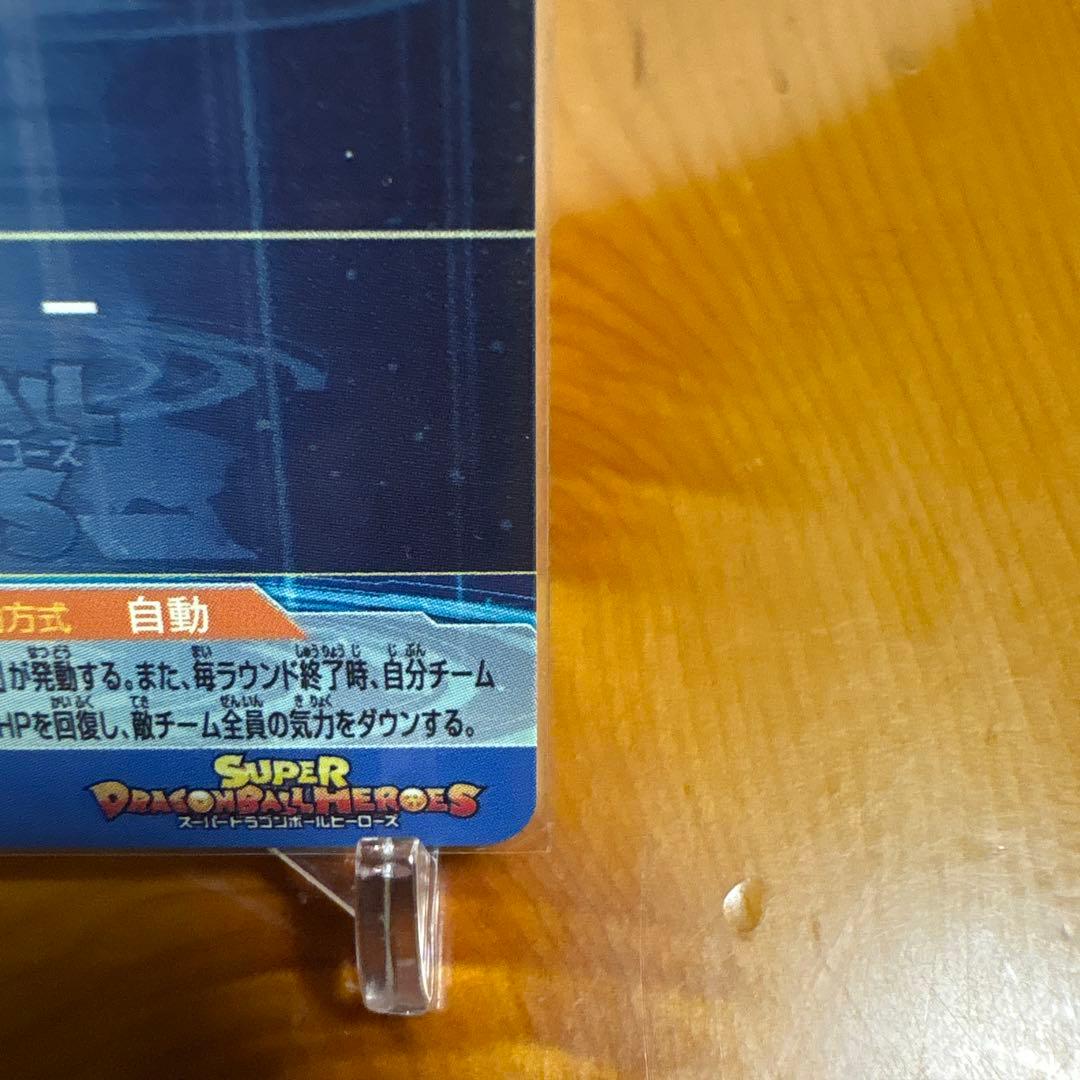 ーズ
方式 自動
が発動する。また、毎ラウンド終了時、自分チーム
HPを回復し、敵チーム全員の気力をダウンする。
SUPER
DRAGONBALL HEROES
スーパードラゴンボールヒーローズ